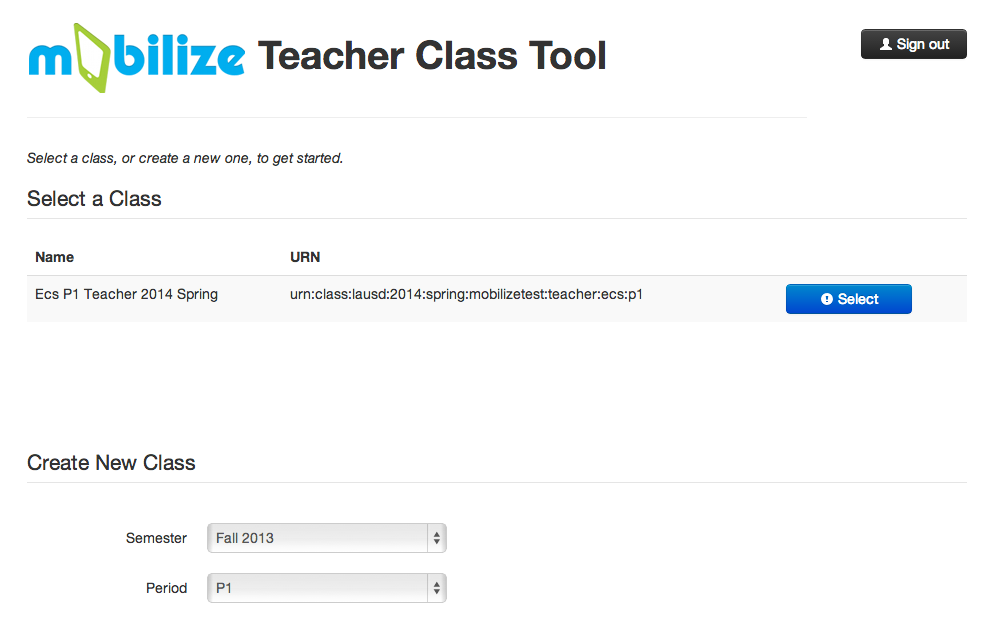 mobilize Teacher Class Tool
Sign out
Select a class, or create a new one, to get started.
Select a Class
Name URN
Ecs P1 Teacher 2014 Spring urn:class:lausd:2014:spring:mobilizetest:teacher:ecs:p1 Select
Create New Class
Semester Fall 2013
Period P1